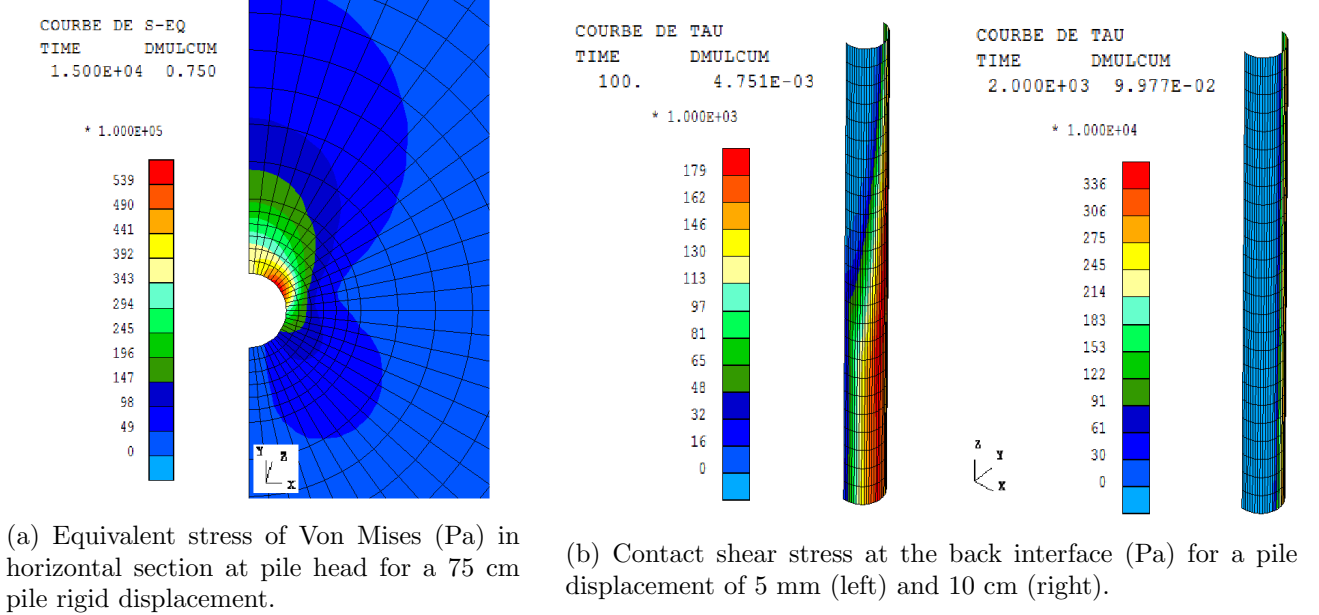 COURBE DE S-EQ
TIME DMULCUM
1.500E+04 0.750
* 1.000E+05
539
490
441
392
343
294
245
196
147
98
49
0
Y Z
X
(a) Equivalent stress of Von Mises (Pa) in
horizontal section at pile head for a 75 cm
pile rigid displacement.
COURBE DE TAU
TIME DMULCUM
100. 4.751E-03
* 1.000E+03
179
162
146
130
113
97
81
65
48
32
16
0
COURBE DE TAU
TIME DMULCUM
2.000E+03 9.977E-02
* 1.000E+04
336
306
275
245
214
183
153
122
91
61
30
0
Z
Y
X
(b) Contact shear stress at the back interface (Pa) for a pile
displacement of 5 mm (left) and 10 cm (right).